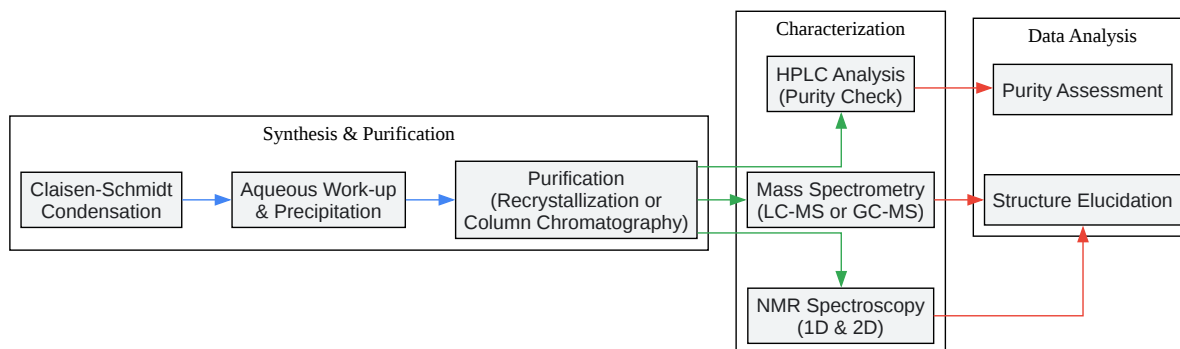 Synthesis & Purification
Claisen-Schmidt
Condensation
Aqueous Work-up
& Precipitation
Purification
(Recrystallization or
Column Chromatography)
Characterization
HPLC Analysis
(Purity Check)
Mass Spectrometry
(LC-MS or GC-MS)
NMR Spectroscopy
(1D & 2D)
Data Analysis
Purity Assessment
Structure Elucidation